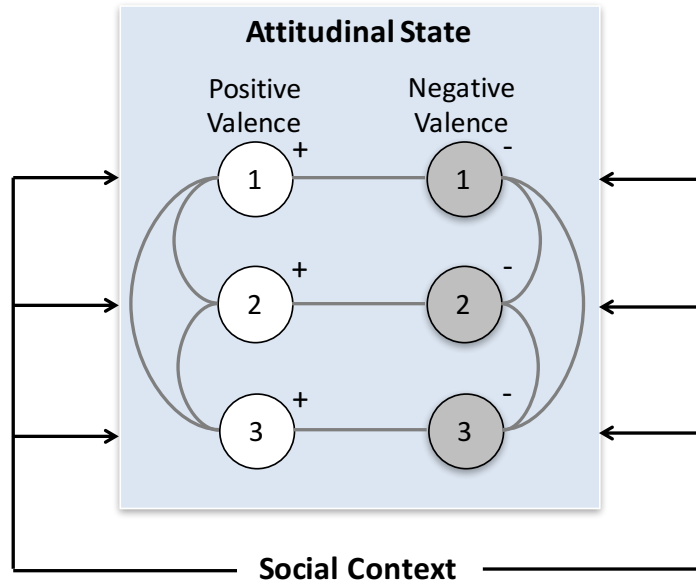 Attitudinal State
Positive Negative
Valence Valence
+ -
1 1
+ -
2 2
+ -
3 3
Social Context